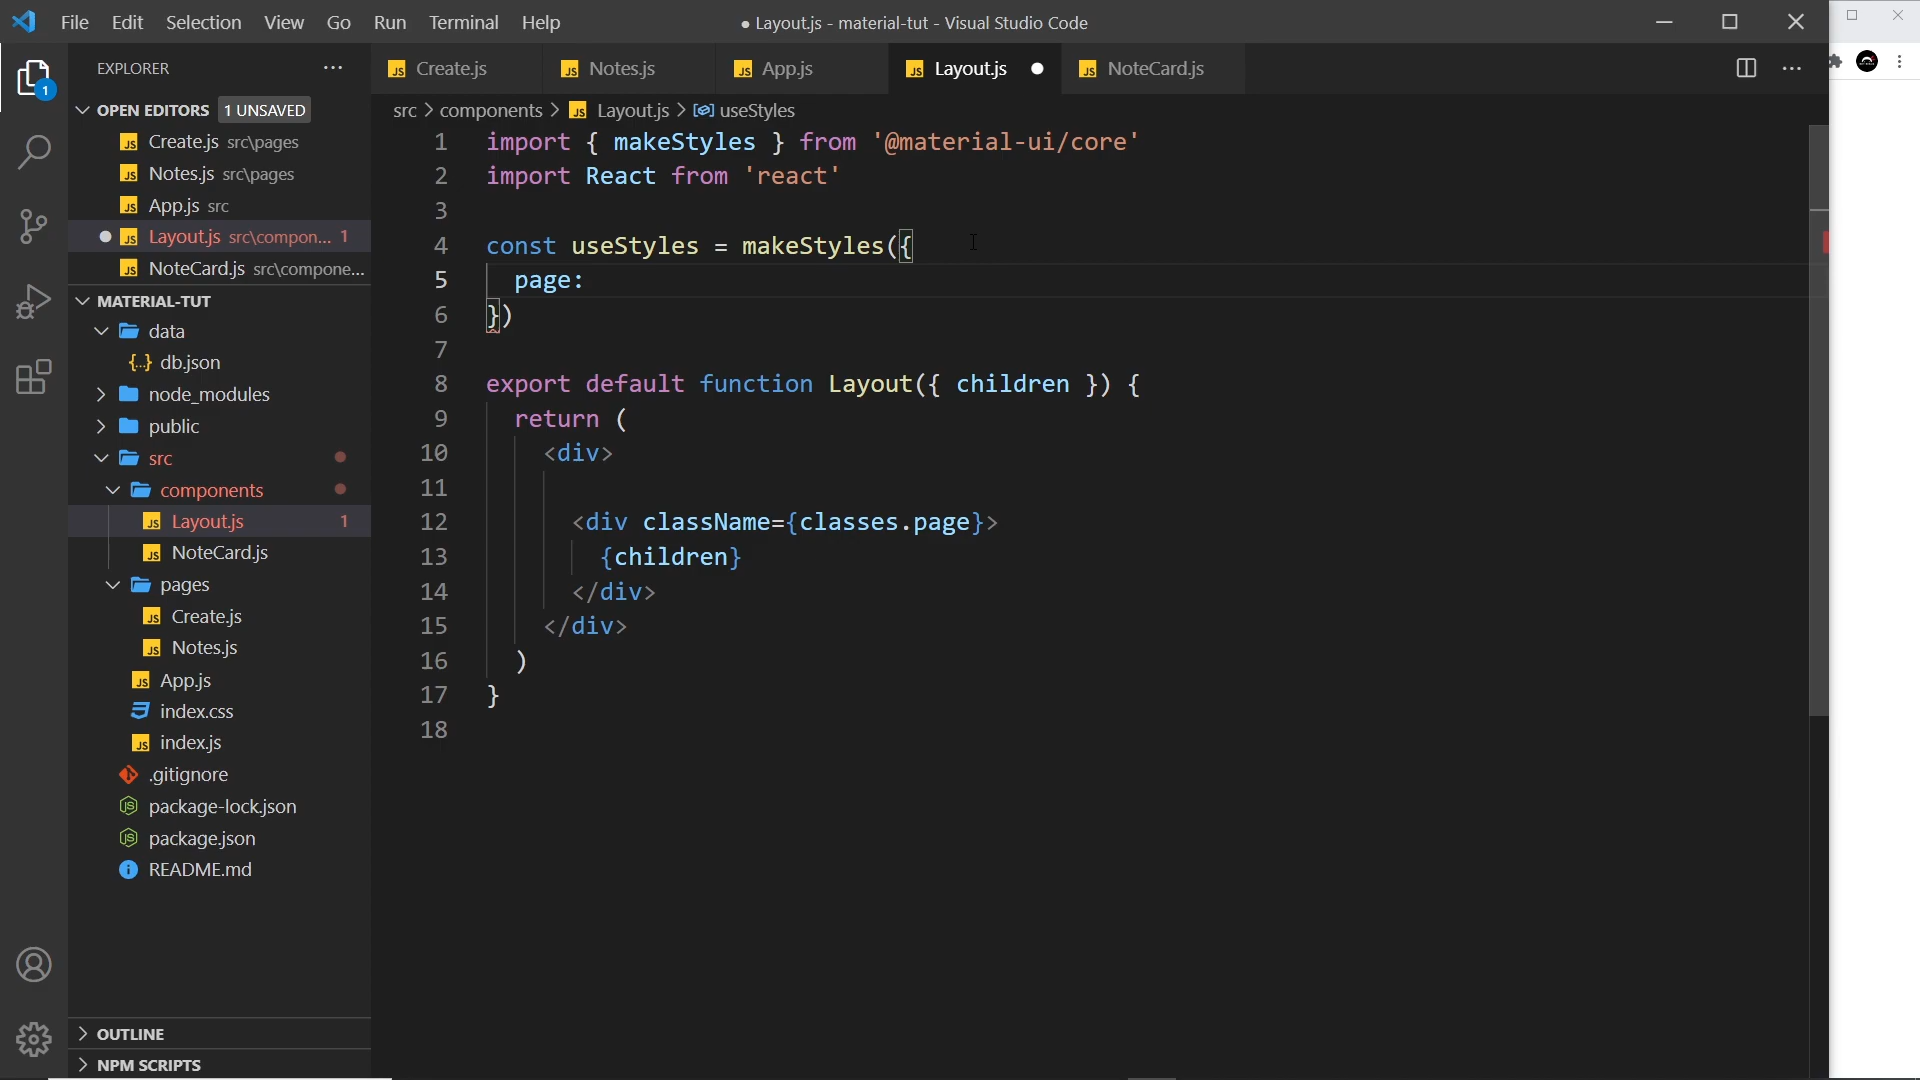 File Edit Selection View Go Run Terminal Help
● Layout.js - material-tut - Visual Studio Code
EXPLORER
OPEN EDITORS 1 UNSAVED
Create.js src\pages
Notes.js src\pages
App.js src
Layout.js src\compon... 1
NoteCard.js src\compone...
MATERIAL-TUT
data
{..} db.json
node_modules
public
src
components
Layout.js 1
NoteCard.js
pages
Create.js
Notes.js
App.js
index.css
index.js
.gitignore
package-lock.json
package.json
README.md
OUTLINE
NPM SCRIPTS
1
Create.js Notes.js App.js Layout.js NoteCard.js
src > components > Layout.js > useStyles
1 import { makeStyles } from '@material-ui/core'
2 import React from 'react'
3
4 const useStyles = makeStyles({
5 page:
6 })
7
8 export default function Layout({ children }) {
9 return (
10 <div>
11
12 <div className={classes.page}>
13 {children}
14 </div>
15 </div>
16 )
17 }
18